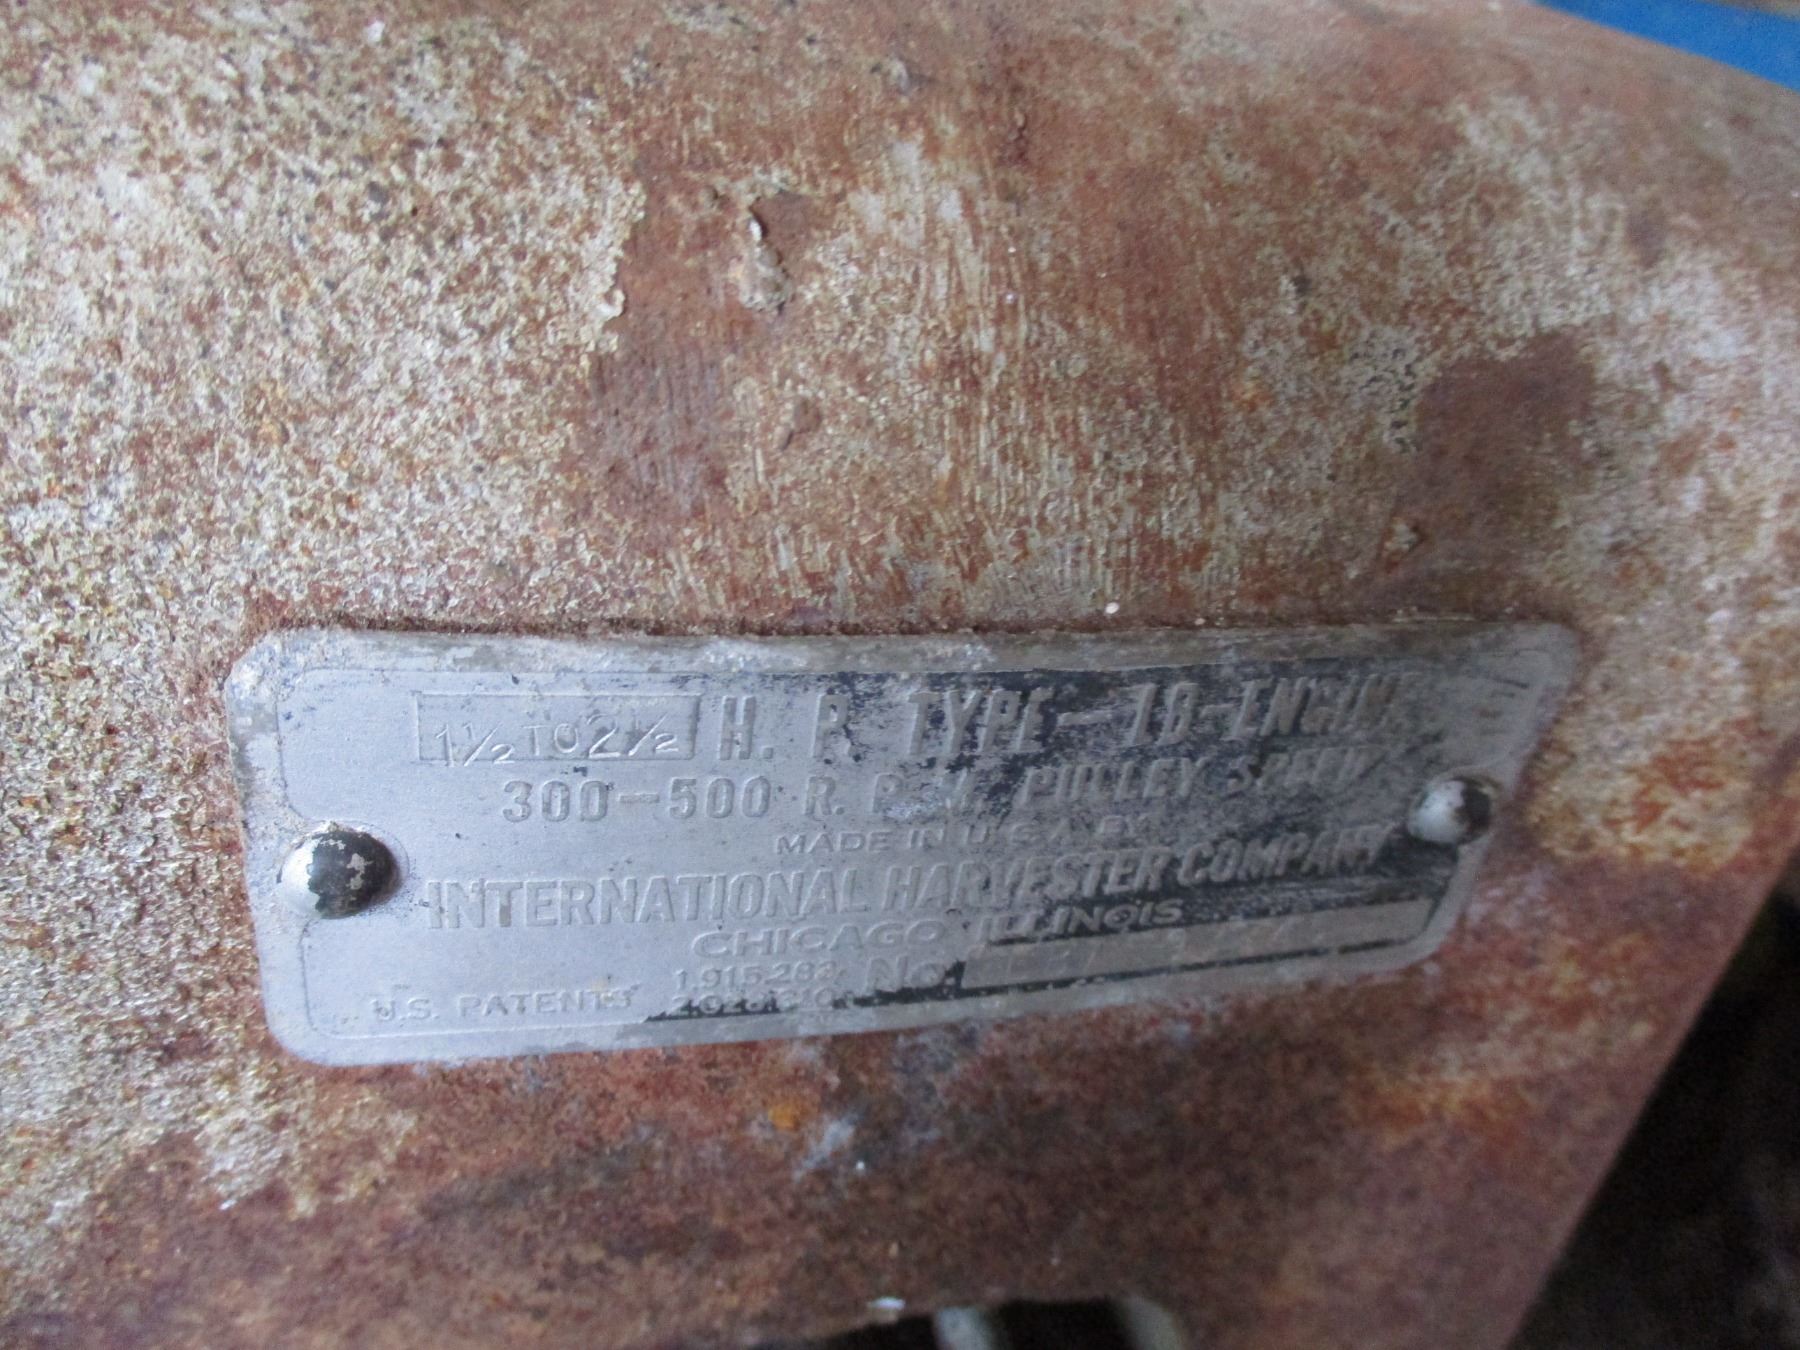 1½ TO 2½ H. P. TYPE-LB-ENGINE
300-500 R. P. M. PULLEY SPEED
MADE IN U.S.A. BY
INTERNATIONAL HARVESTER COMPANY
CHICAGO ILLINOIS
1,915,283 No.
U.S. PATENTS